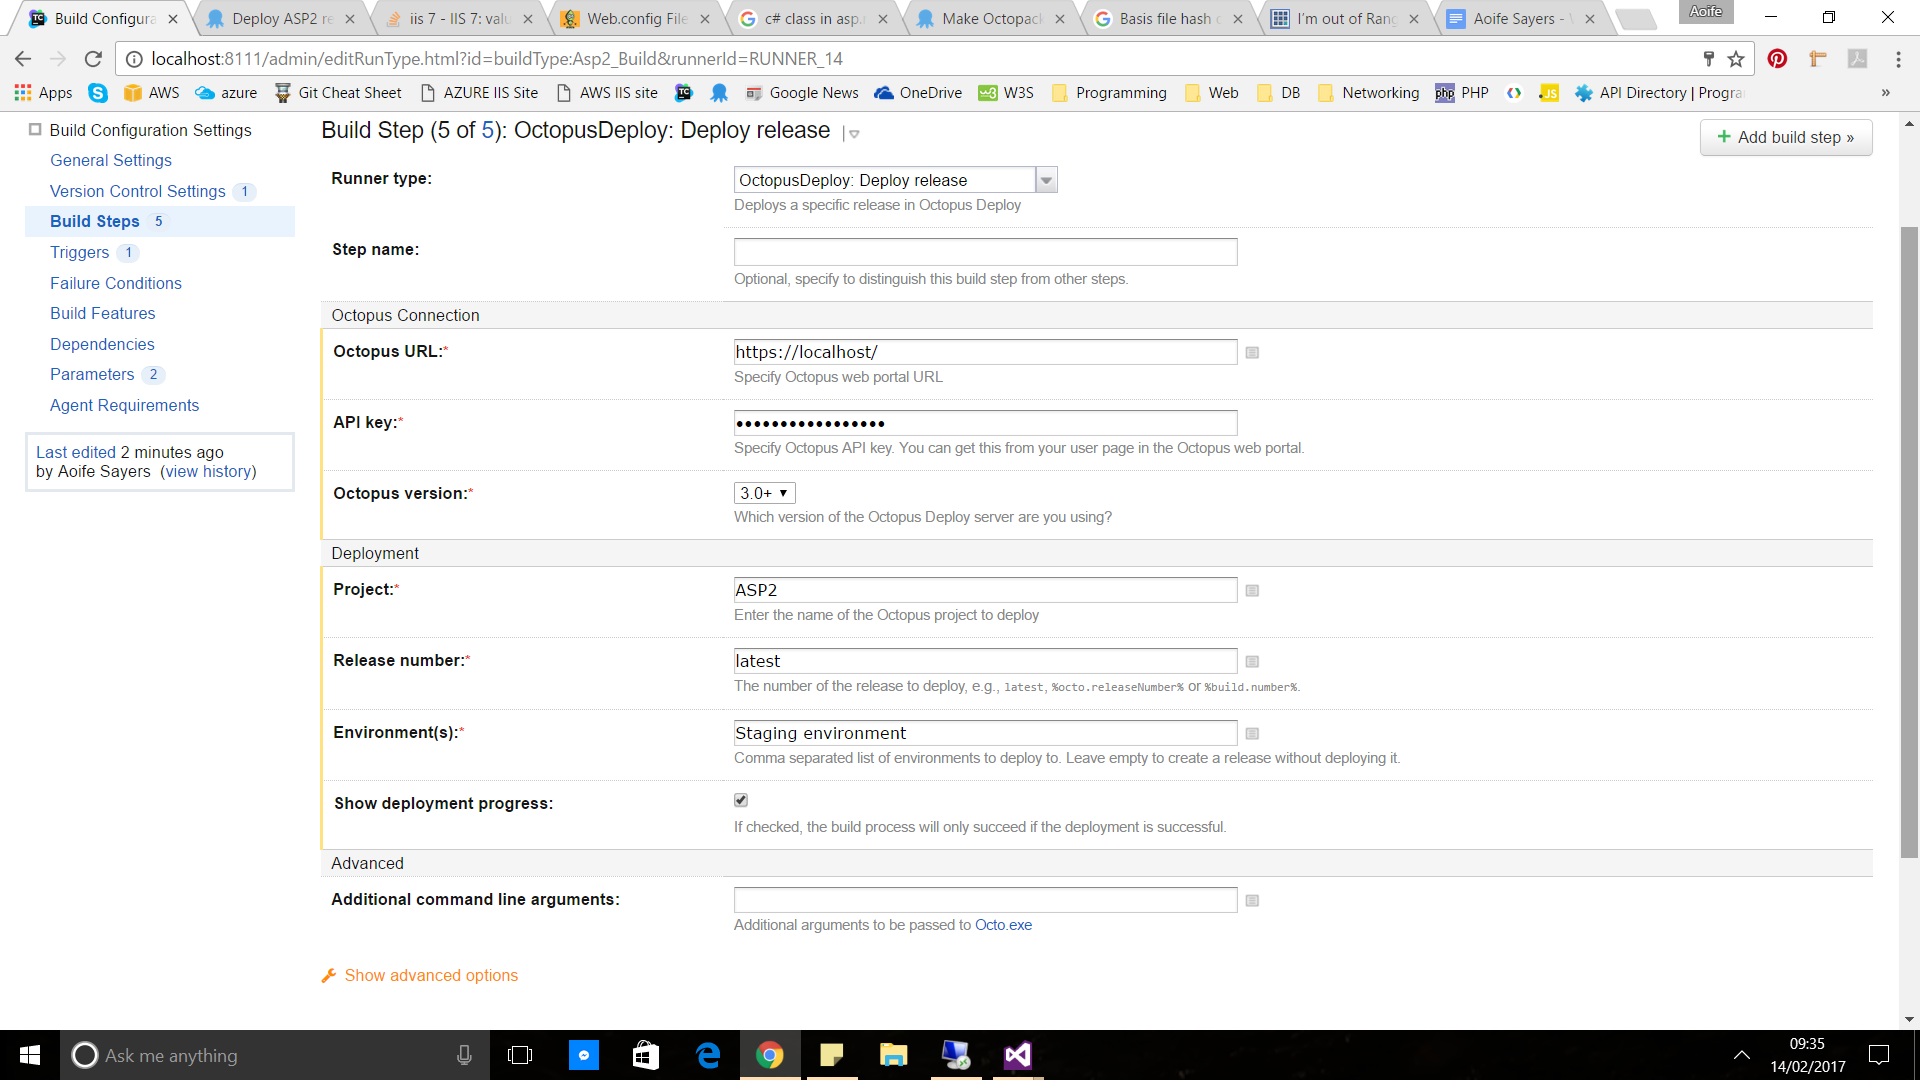 Build Configura
Deploy ASP2 re
iis 7 - IIS 7: valu
Web.config File
c# class in asp.n
Make Octopack
Basis file hash c
I'm out of Rang
Aoife Sayers -
Aoife
localhost:8111/admin/editRunType.html?id=buildType:Asp2_Build&runnerId=RUNNER_14
Apps
AWS
azure
Git Cheat Sheet
AZURE IIS Site
AWS IIS site
TC
Google News
OneDrive
W3S
Programming
Web
DB
Networking
php PHP
JS
API Directory | Progra
»
Build Configuration Settings
General Settings
Version Control Settings 1
Build Steps 5
Triggers 1
Failure Conditions
Build Features
Dependencies
Parameters 2
Agent Requirements
Last edited 2 minutes ago
by Aoife Sayers (view history)
Build Step (5 of 5): OctopusDeploy: Deploy release
+ Add build step »
Runner type:
OctopusDeploy: Deploy release
Deploys a specific release in Octopus Deploy
Step name:
Optional, specify to distinguish this build step from other steps.
Octopus Connection
Octopus URL:*
https://localhost/
Specify Octopus web portal URL
API key:*
•••••••••••••••••
Specify Octopus API key. You can get this from your user page in the Octopus web portal.
Octopus version:*
3.0+
Which version of the Octopus Deploy server are you using?
Deployment
Project:*
ASP2
Enter the name of the Octopus project to deploy
Release number:*
latest
The number of the release to deploy, e.g., latest, %octo.releaseNumber% or %build.number%.
Environment(s):*
Staging environment
Comma separated list of environments to deploy to. Leave empty to create a release without deploying it.
Show deployment progress:
If checked, the build process will only succeed if the deployment is successful.
Advanced
Additional command line arguments:
Additional arguments to be passed to Octo.exe
Show advanced options
Ask me anything
09:35
14/02/2017